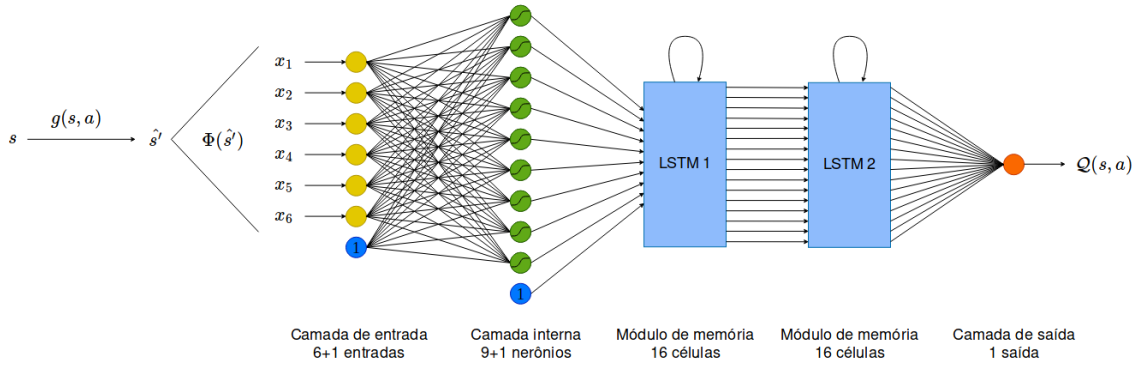 s
g(s, a)
ŝ′
Φ(ŝ′)
x₁
x₂
x₃
x₄
x₅
x₆
1
1
LSTM 1
LSTM 2
𝒬(s, a)
Camada de entrada
6+1 entradas
Camada interna
9+1 nerônios
Módulo de memória
16 células
Módulo de memória
16 células
Camada de saída
1 saída